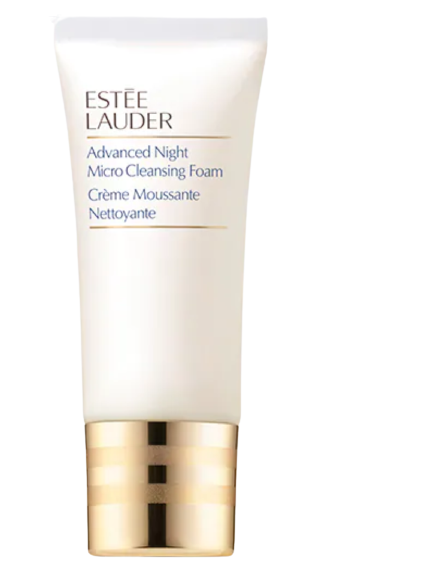 ESTĒE
LAUDER
Advanced Night
Micro Cleansing Foam
Crème Moussante
Nettoyante